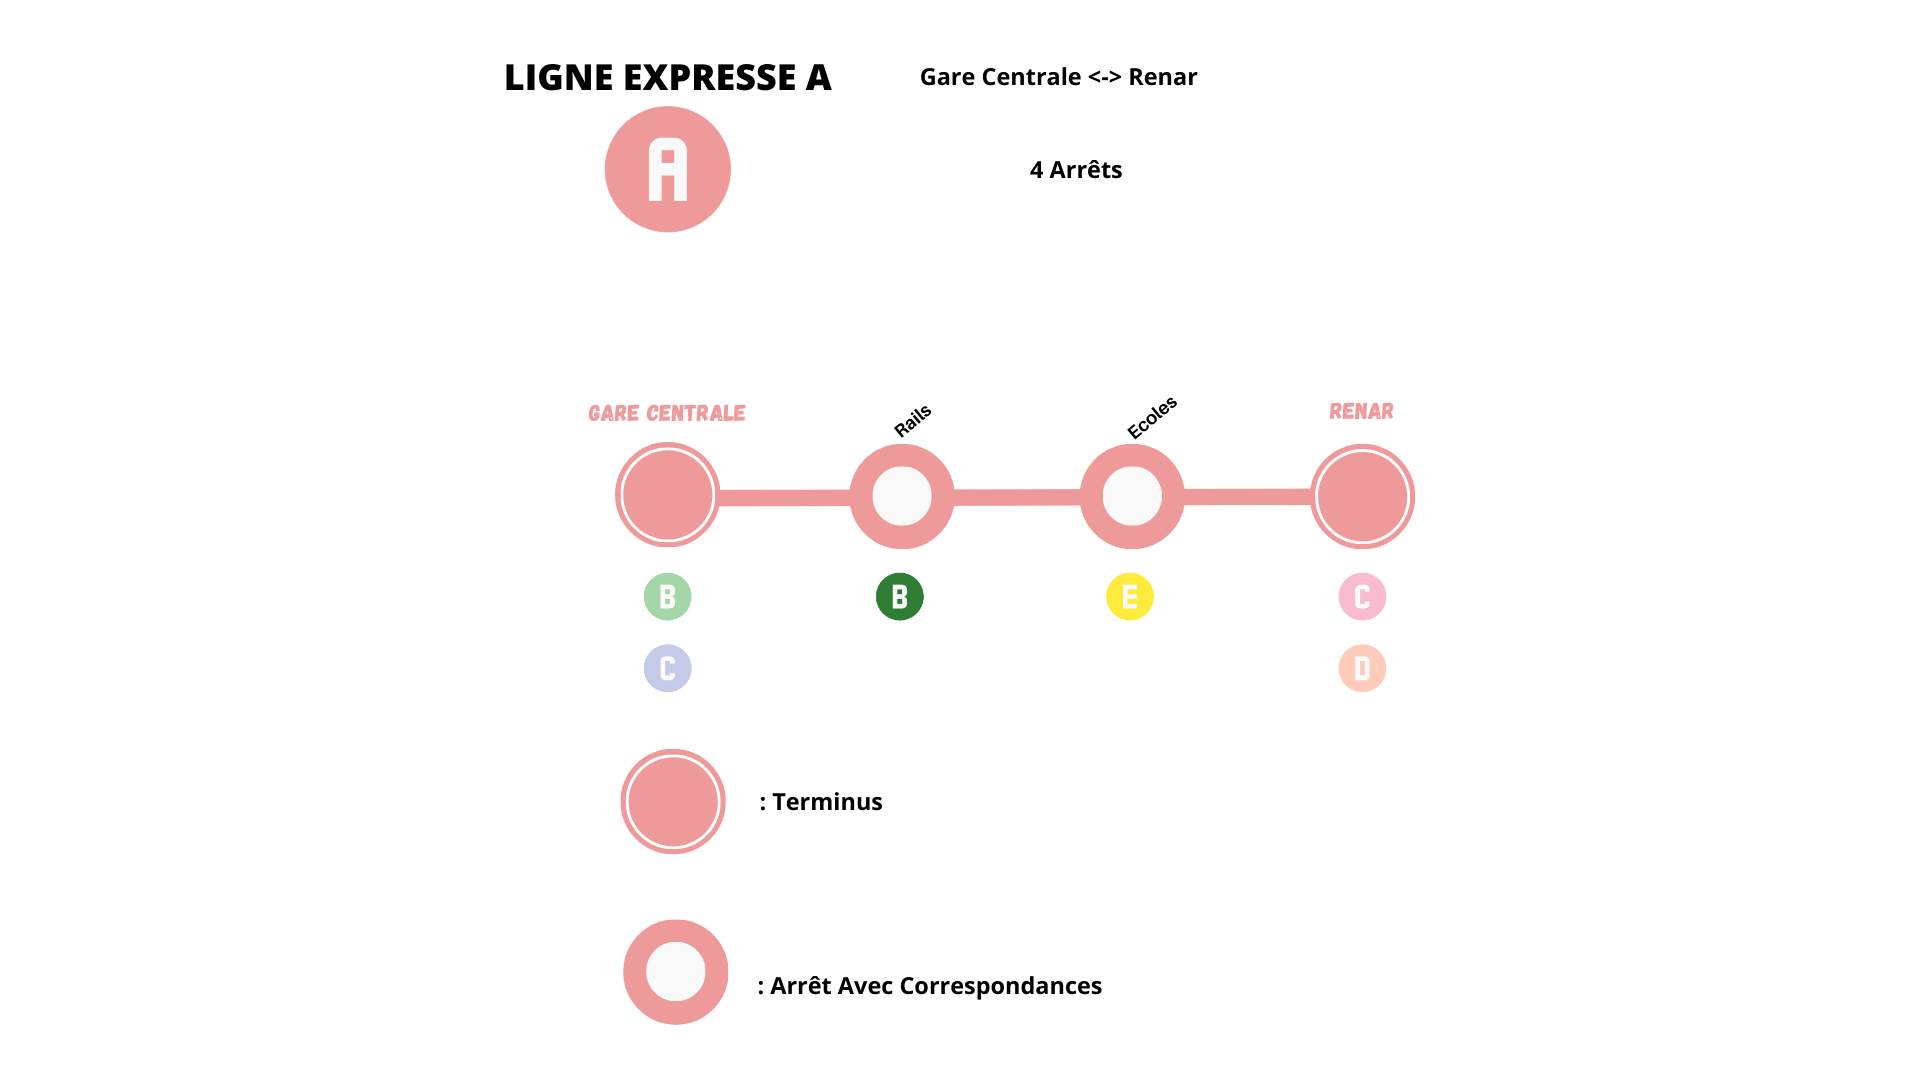 LIGNE EXPRESSE A
Gare Centrale <-> Renar
A
4 Arrêts
GARE CENTRALE
Rails
Ecoles
RENAR
B
B
E
C
C
D
: Terminus
: Arrêt Avec Correspondances